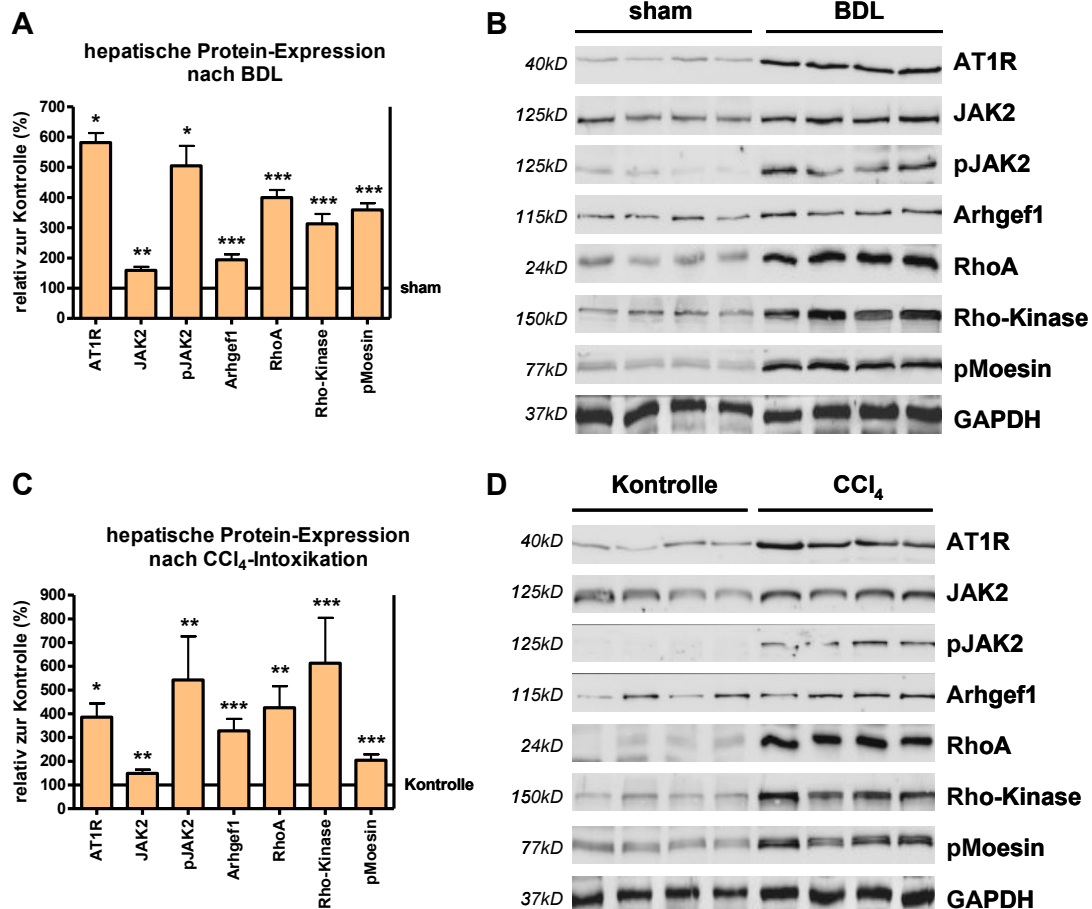 A
hepatische Protein-Expression
nach BDL
relativ zur Kontrolle (%)
700
600
500
400
300
200
100
0
* ** * *** *** *** ***
sham
AT1R
JAK2
pJAK2
Arhgef1
RhoA
Rho-Kinase
pMoesin
B
sham BDL
40kD AT1R
125kD JAK2
125kD pJAK2
115kD Arhgef1
24kD RhoA
150kD Rho-Kinase
77kD pMoesin
37kD GAPDH
C
hepatische Protein-Expression
nach CCl₄-Intoxikation
relativ zur Kontrolle (%)
900
800
700
600
500
400
300
200
100
0
* ** ** *** ** *** ***
Kontrolle
AT1R
JAK2
pJAK2
Arhgef1
RhoA
Rho-Kinase
pMoesin
D
Kontrolle CCl₄
40kD AT1R
125kD JAK2
125kD pJAK2
115kD Arhgef1
24kD RhoA
150kD Rho-Kinase
77kD pMoesin
37kD GAPDH